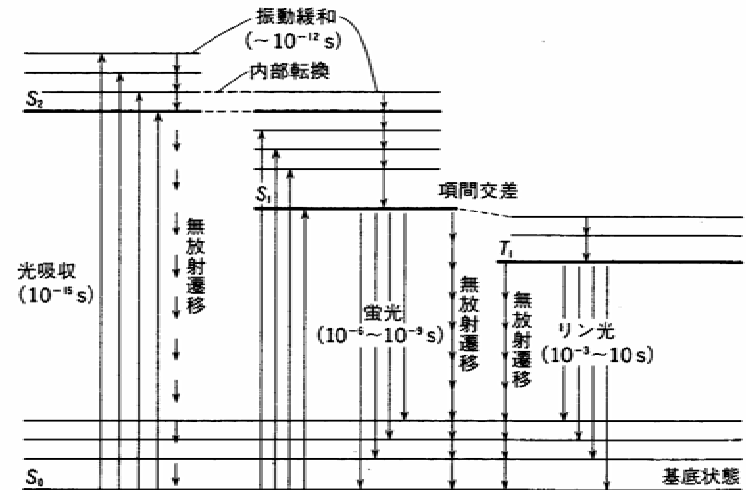 振動緩和
(～10⁻¹² s)
内部転換
S₂
S₁
項間交差
T₁
光吸収
(10⁻¹⁵ s)
無放射遷移
蛍光
(10⁻⁶～10⁻⁹ s)
無放射遷移
無放射遷移
リン光
(10⁻³～10 s)
S₀
基底状態